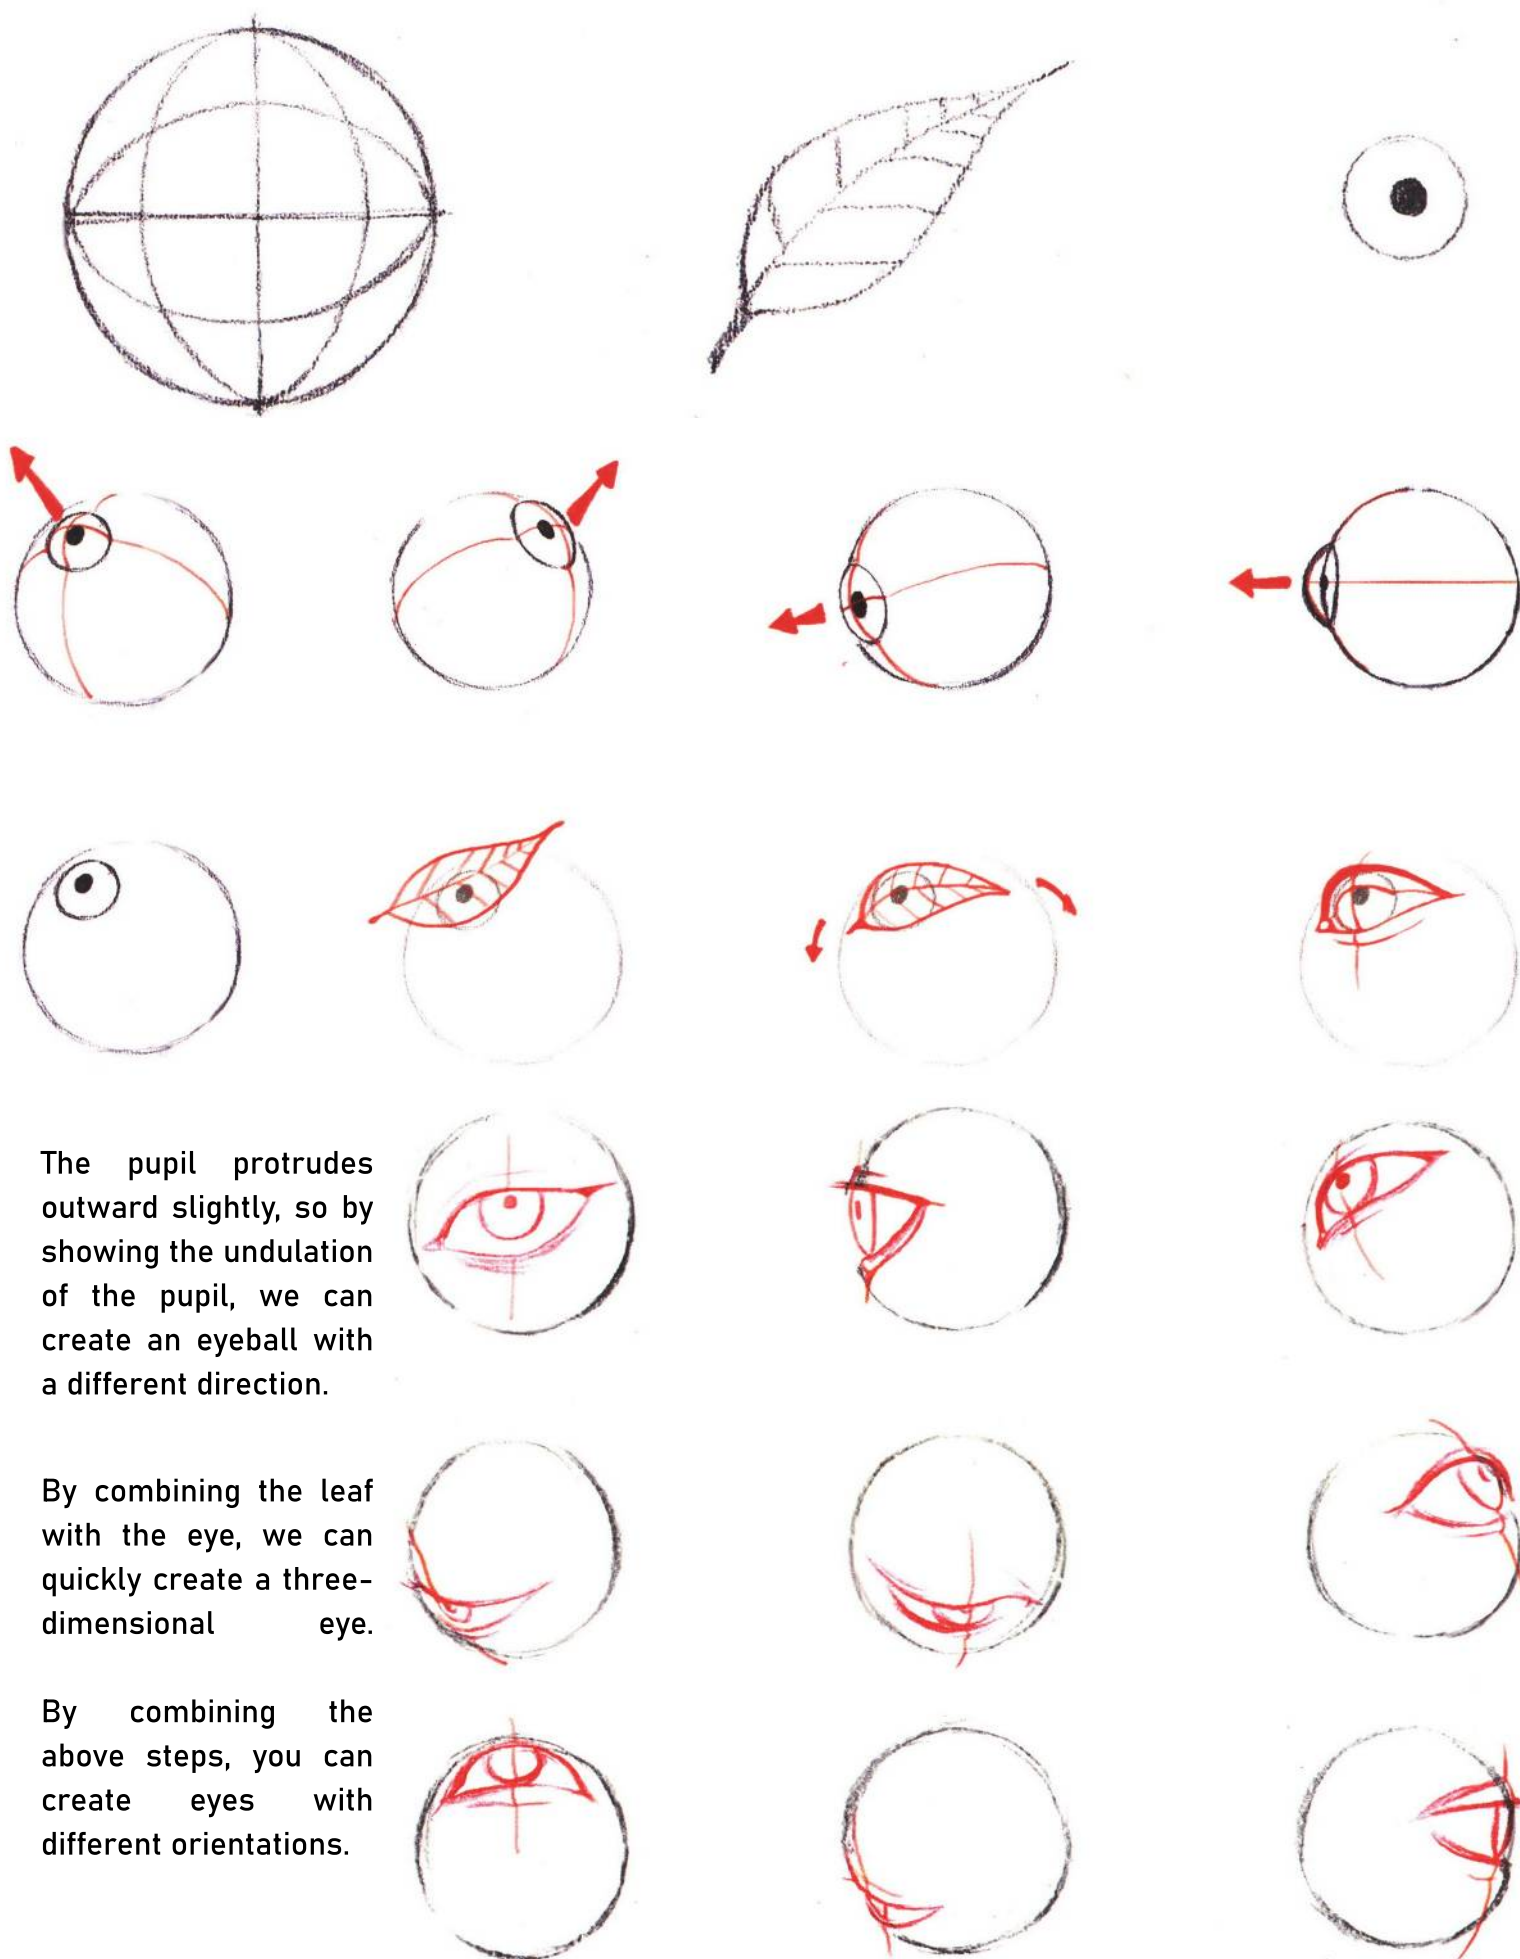 The pupil protrudes
outward slightly, so by
showing the undulation
of the pupil, we can
create an eyeball with
a different direction.
By combining the leaf
with the eye, we can
quickly create a three-
dimensional eye.
By combining the
above steps, you can
create eyes with
different orientations.